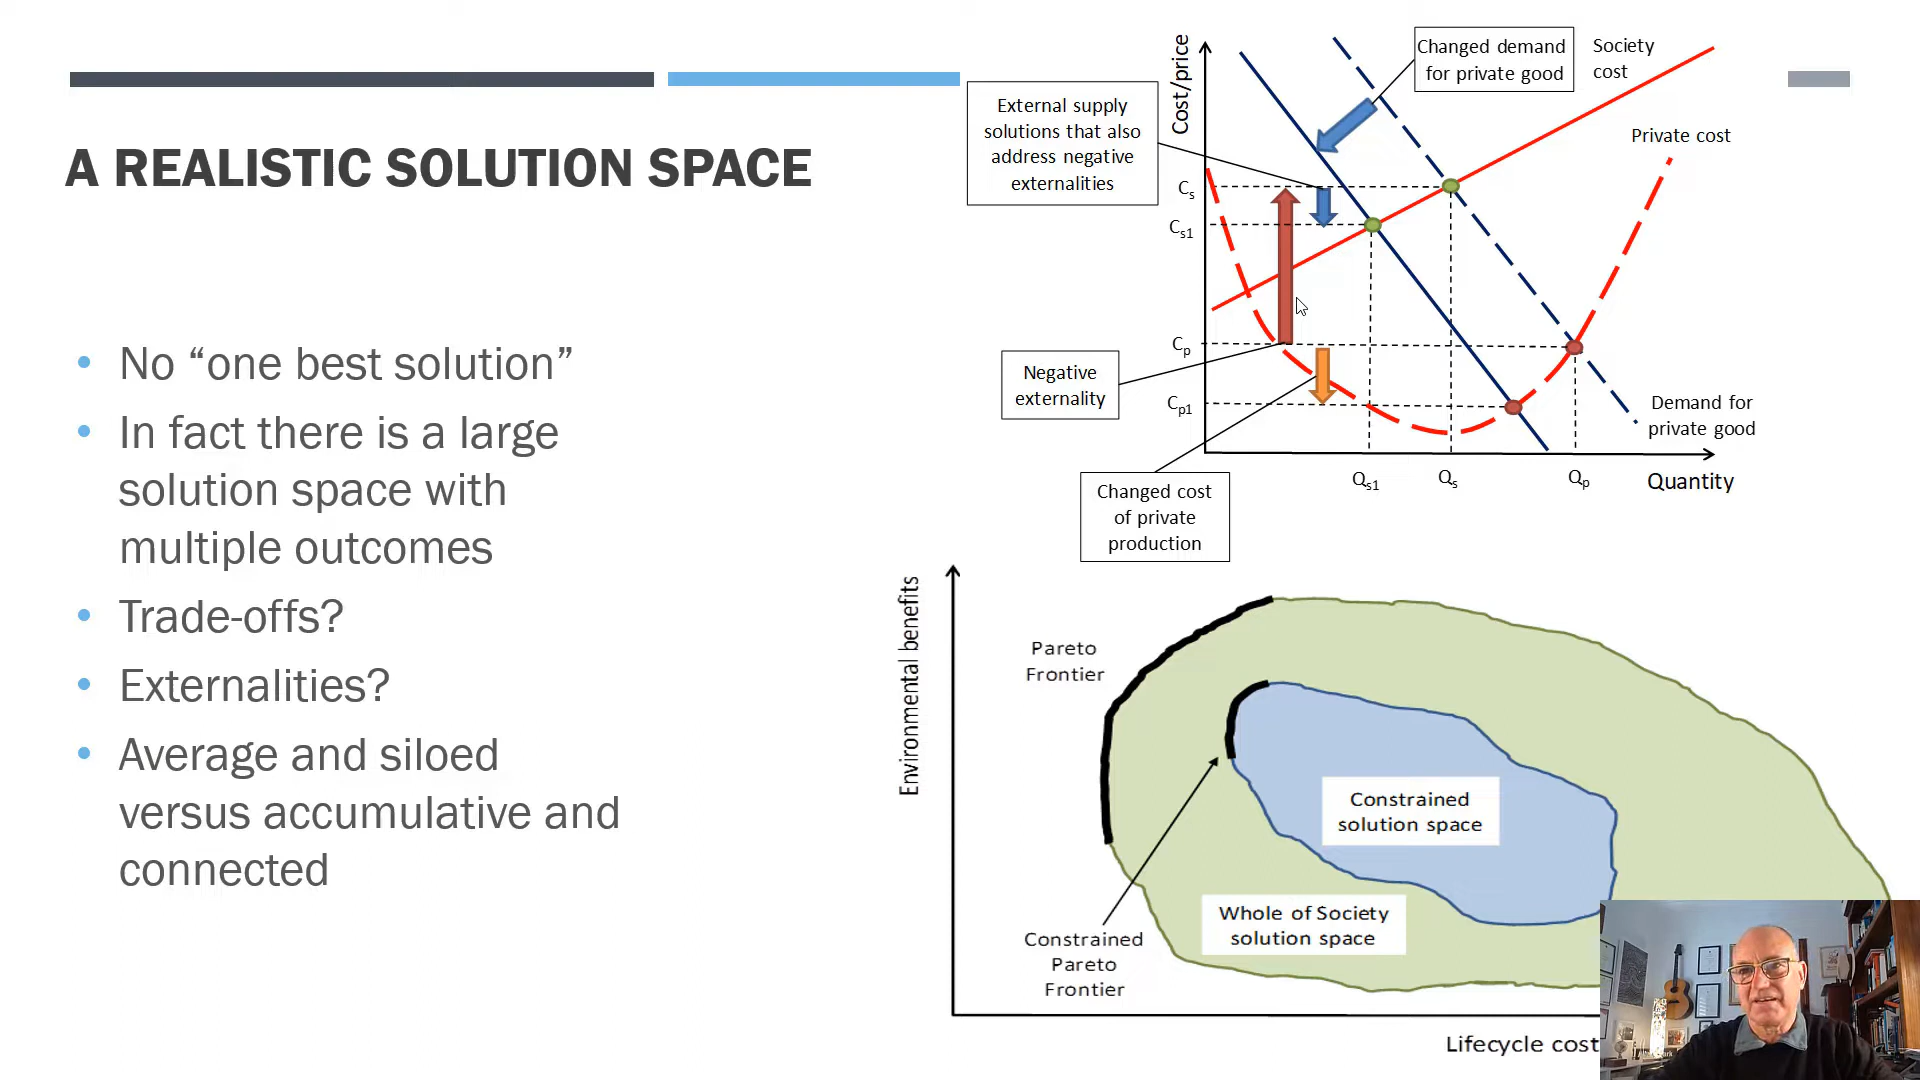 A REALISTIC SOLUTION SPACE
• No “one best solution”
• In fact there is a large
solution space with
multiple outcomes
• Trade-offs?
• Externalities?
• Average and siloed
versus accumulative and
connected
Cost/price
External supply
solutions that also
address negative
externalities
Changed demand
for private good
Society
cost
Private cost
Cs
Cs1
Cp
Cp1
Negative
externality
Changed cost
of private
production
Demand for
private good
Qs1
Qs
Qp
Quantity
Environmental benefits
Pareto
Frontier
Constrained
solution space
Whole of Society
solution space
Constrained
Pareto
Frontier
Lifecycle cost